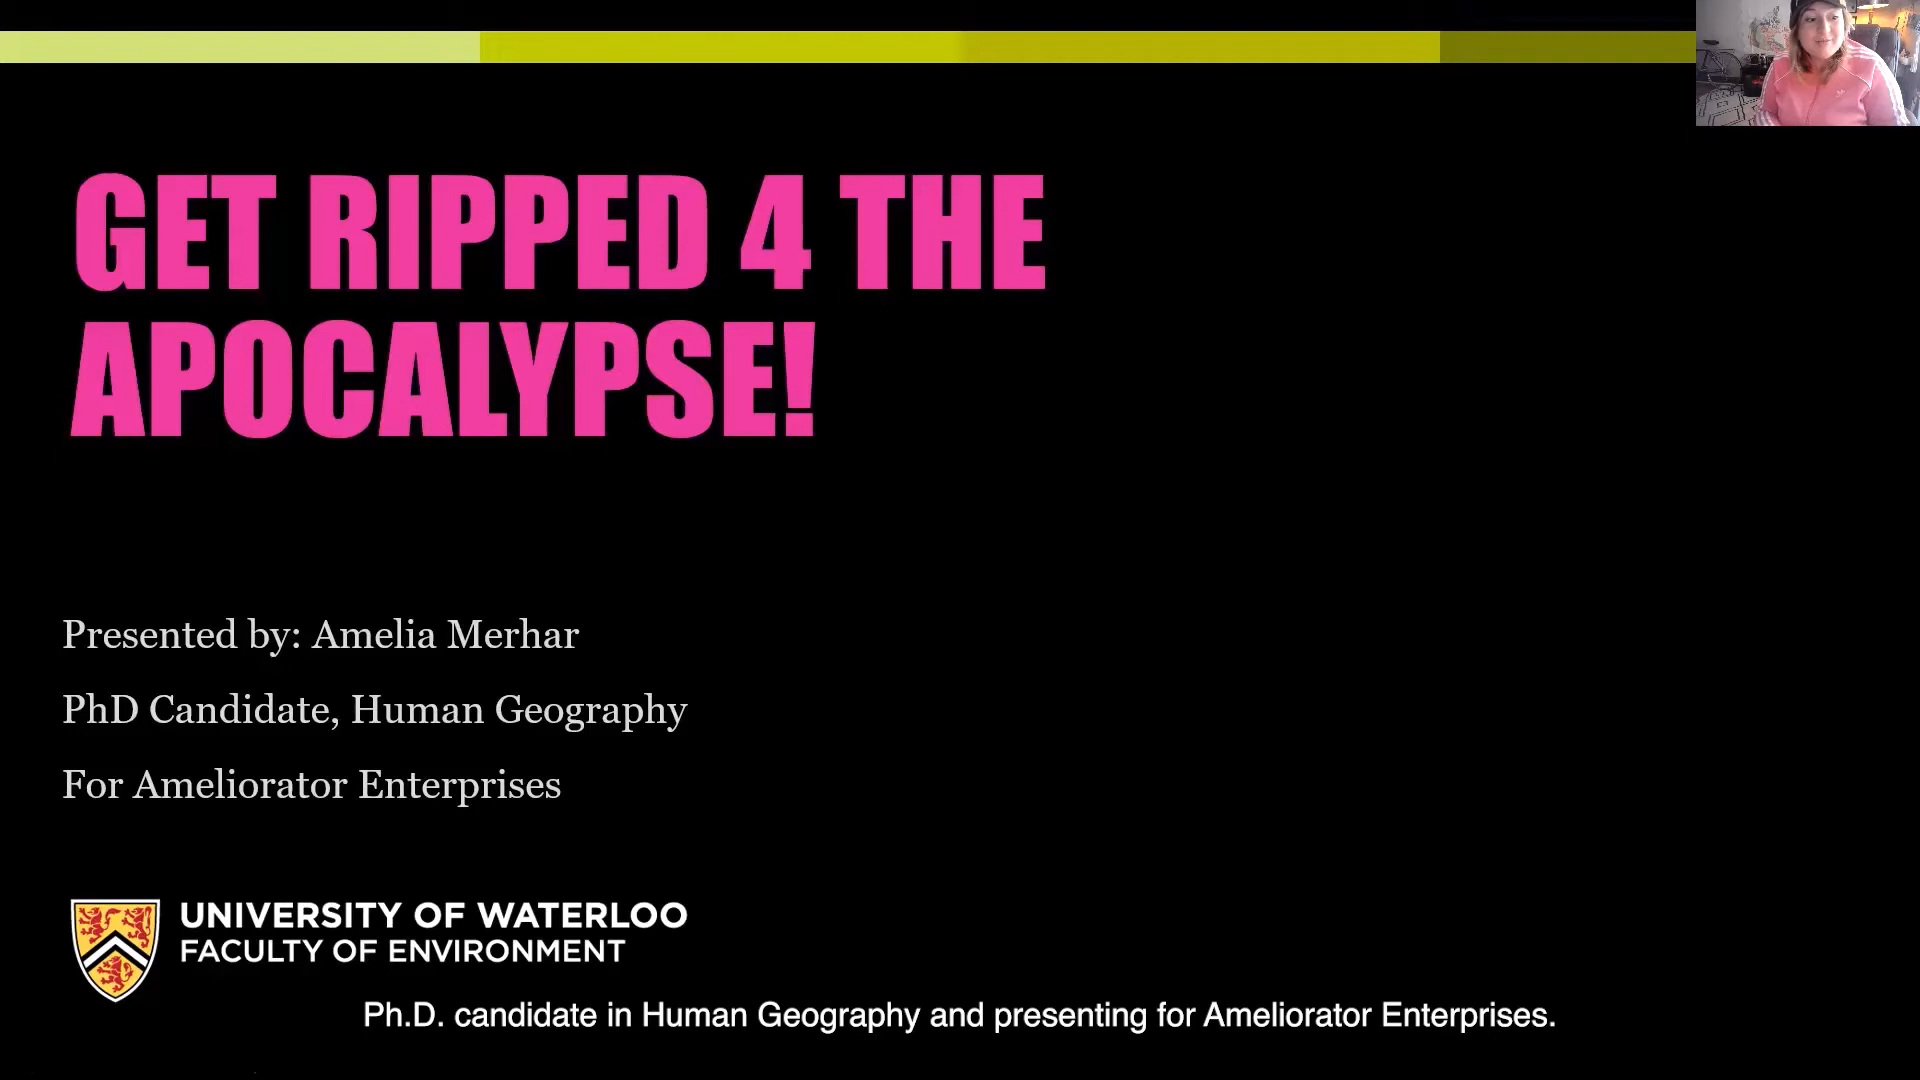 GET RIPPED 4 THE
APOCALYPSE!
Presented by: Amelia Merhar
PhD Candidate, Human Geography
For Ameliorator Enterprises
UNIVERSITY OF WATERLOO
FACULTY OF ENVIRONMENT
Ph.D. candidate in Human Geography and presenting for Ameliorator Enterprises.